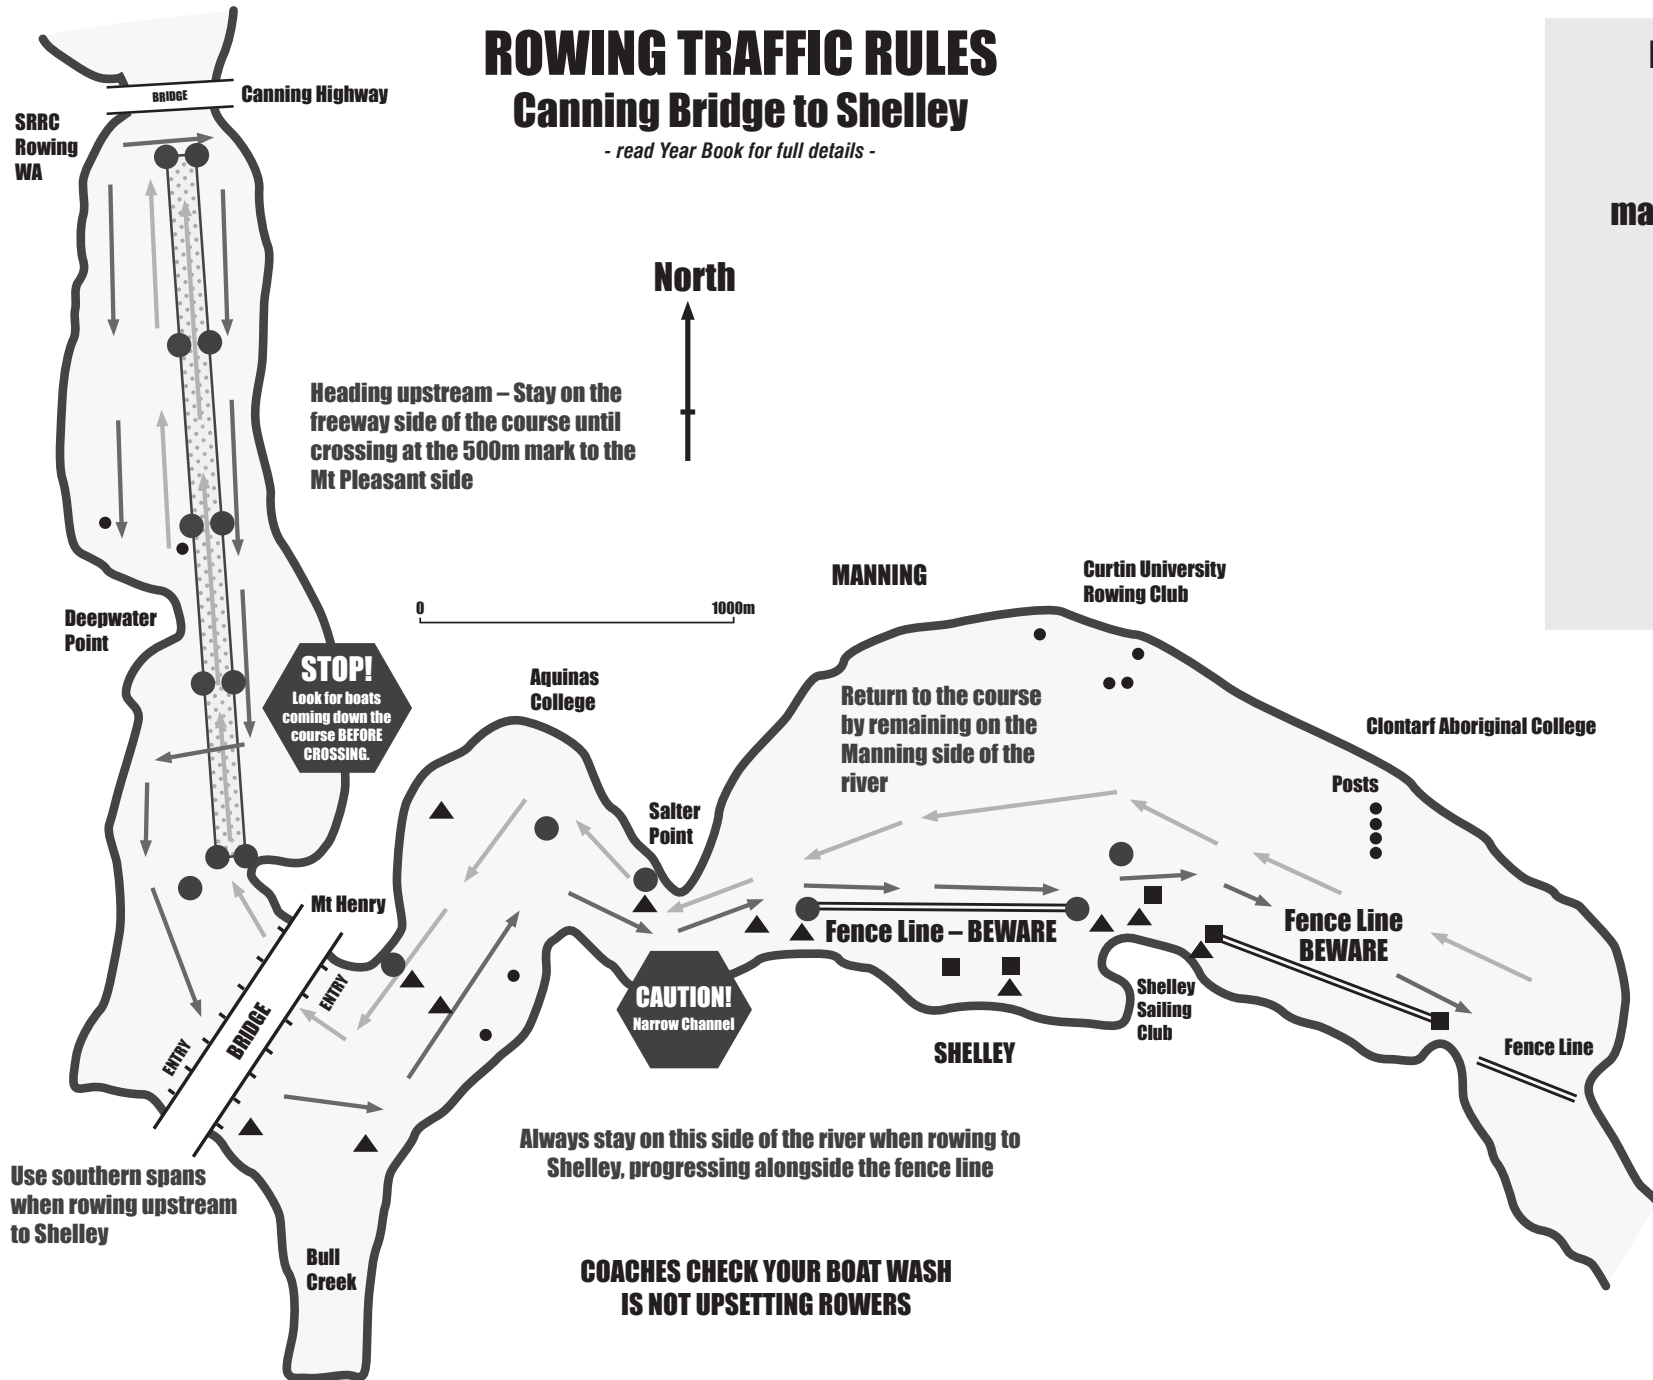 ROWING TRAFFIC RULES
Canning Bridge to Shelley
- read Year Book for full details -
BRIDGE
Canning Highway
SRRC
Rowing
WA
ma
North
Heading upstream – Stay on the
freeway side of the course until
crossing at the 500m mark to the
Mt Pleasant side
0
1000m
MANNING
Curtin University
Rowing Club
Deepwater
Point
STOP!
Look for boats
coming down the
course BEFORE
CROSSING.
Aquinas
College
Return to the course
by remaining on the
Manning side of the
river
Clontarf Aboriginal College
Posts
Salter
Point
Mt Henry
Fence Line – BEWARE
Fence Line
BEWARE
ENTRY
BRIDGE
ENTRY
CAUTION!
Narrow Channel
Shelley
Sailing
Club
SHELLEY
Fence Line
Always stay on this side of the river when rowing to
Shelley, progressing alongside the fence line
Use southern spans
when rowing upstream
to Shelley
Bull
Creek
COACHES CHECK YOUR BOAT WASH
IS NOT UPSETTING ROWERS